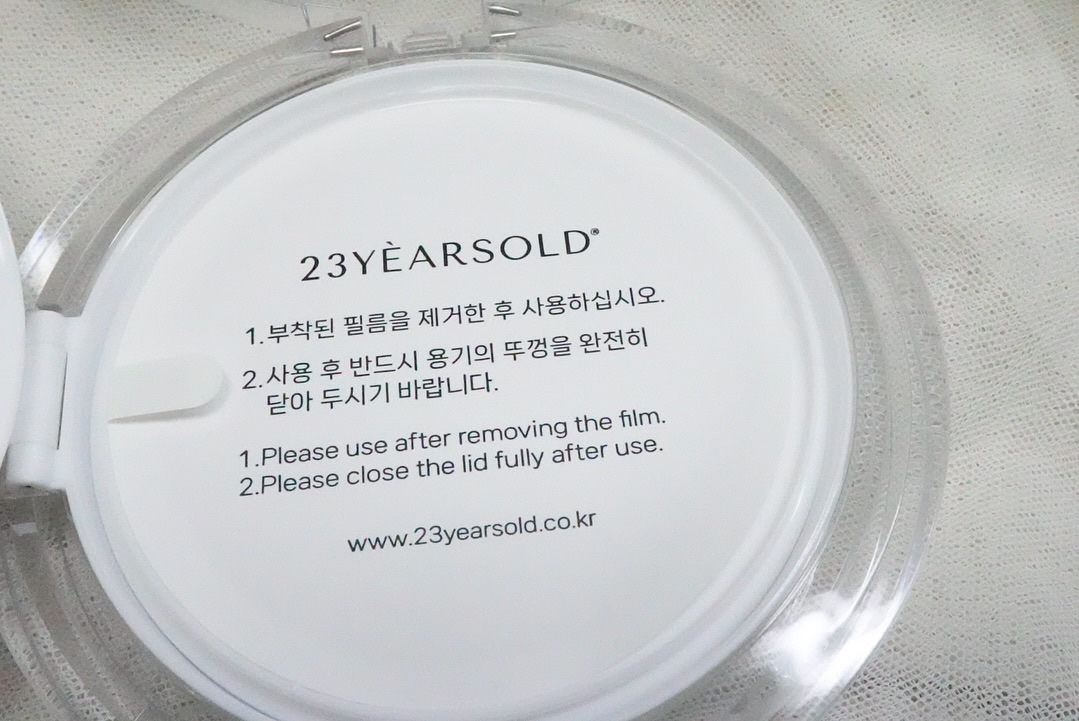 23YÈARSOLD®
1.부착된 필름을 제거한 후 사용하십시오.
2.사용 후 반드시 용기의 뚜껑을 완전히
닫아 두시기 바랍니다.
1.Please use after removing the film.
2.Please close the lid fully after use.
www.23yearsold.co.kr